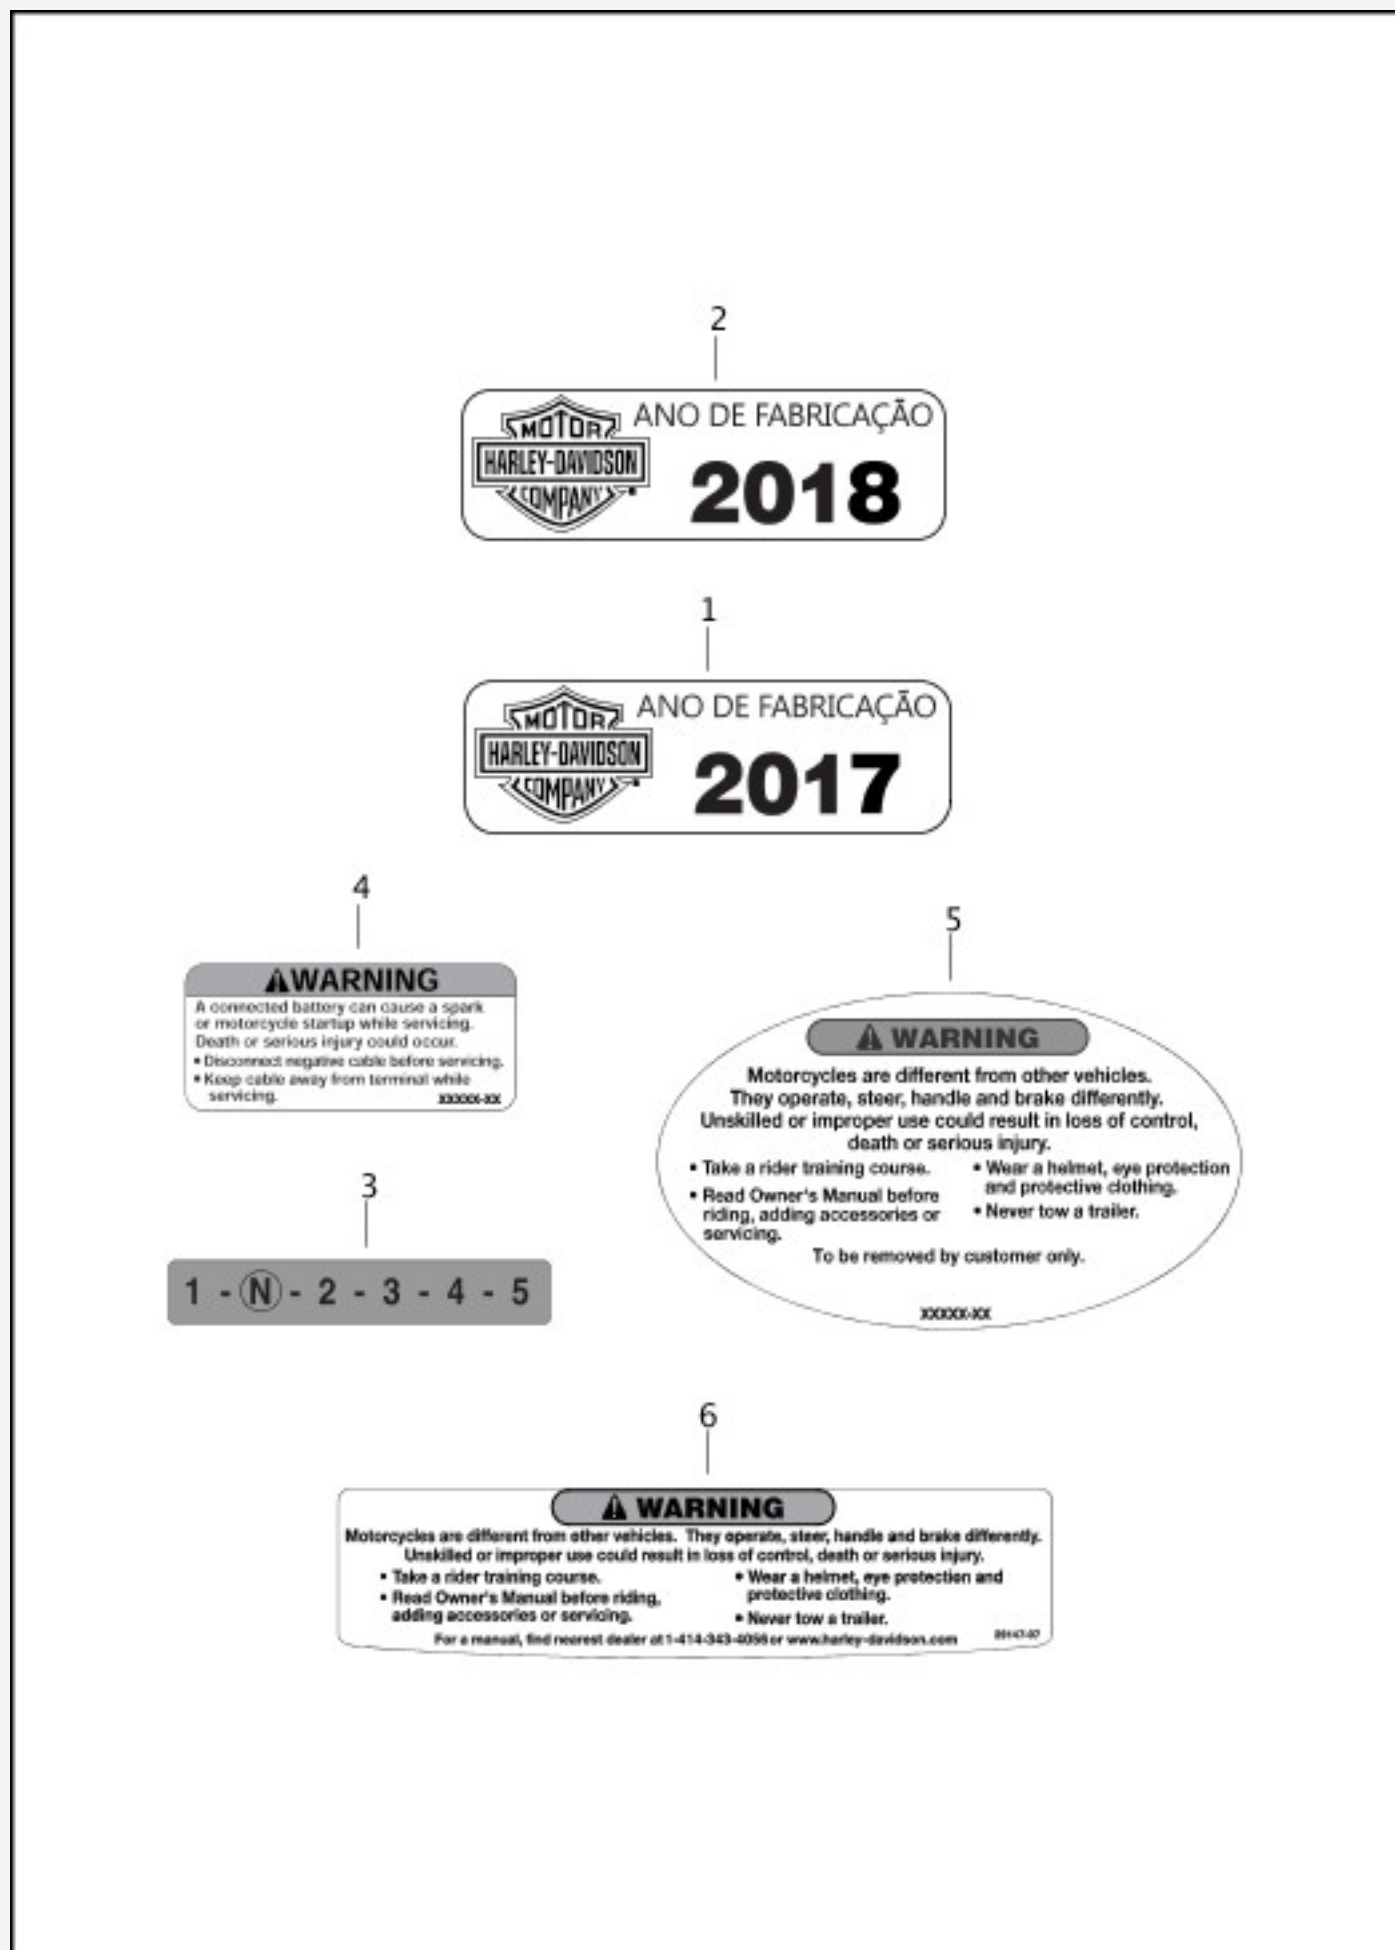 2
MOTOR
HARLEY-DAVIDSON
COMPANY
ANO DE FABRICAÇÃO
2018
1
MOTOR
HARLEY-DAVIDSON
COMPANY
ANO DE FABRICAÇÃO
2017
4
WARNING
A connected battery can cause a spark
or motorcycle startup while servicing.
Death or serious injury could occur.
• Disconnect negative cable before servicing.
• Keep cable away from terminal while
servicing.
XXXXX-XX
5
WARNING
Motorcycles are different from other vehicles.
They operate, steer, handle and brake differently.
Unskilled or improper use could result in loss of control,
death or serious injury.
• Take a rider training course.
• Read Owner's Manual before
riding, adding accessories or
servicing.
• Wear a helmet, eye protection
and protective clothing.
• Never tow a trailer.
To be removed by customer only.
XXXXX-XX
3
1 - N - 2 - 3 - 4 - 5
6
WARNING
Motorcycles are different from other vehicles. They operate, steer, handle and brake differently.
Unskilled or improper use could result in loss of control, death or serious injury.
• Take a rider training course.
• Read Owner's Manual before riding,
adding accessories or servicing.
• Wear a helmet, eye protection and
protective clothing.
• Never tow a trailer.
For a manual, find nearest dealer at 1-414-343-4056 or www.harley-davidson.com